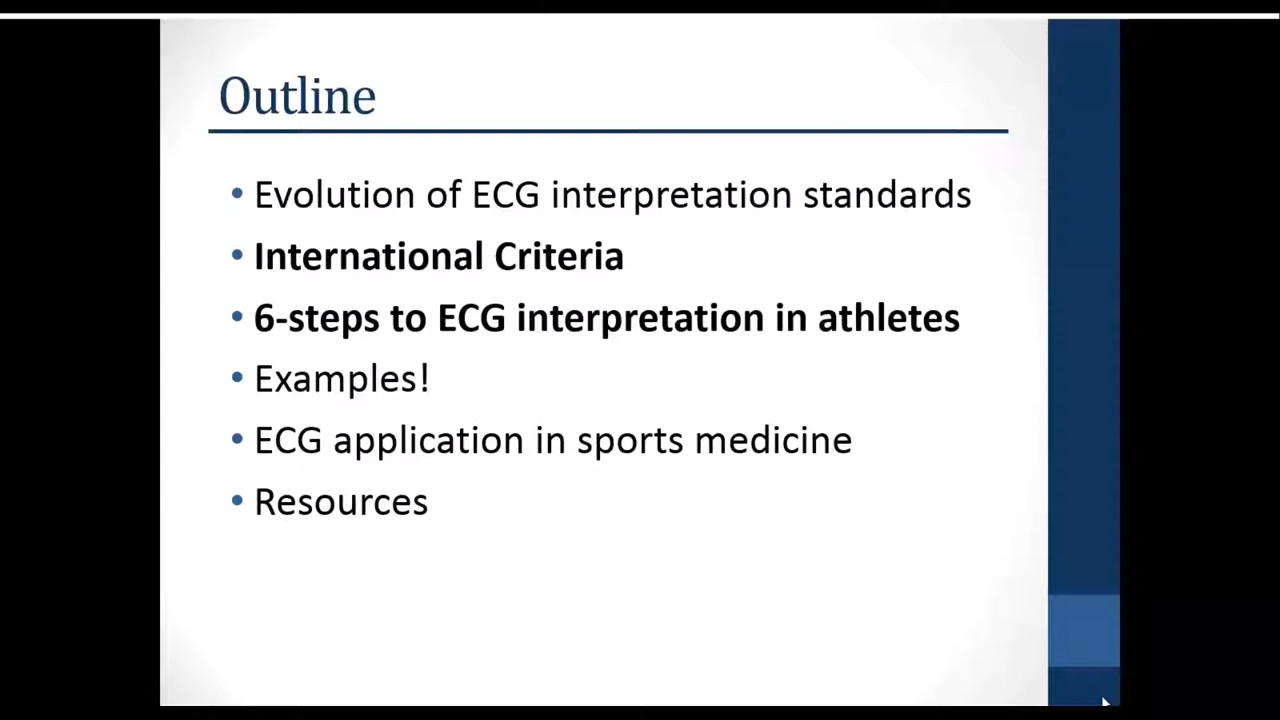 Outline
• Evolution of ECG interpretation standards
• International Criteria
• 6-steps to ECG interpretation in athletes
• Examples!
• ECG application in sports medicine
• Resources